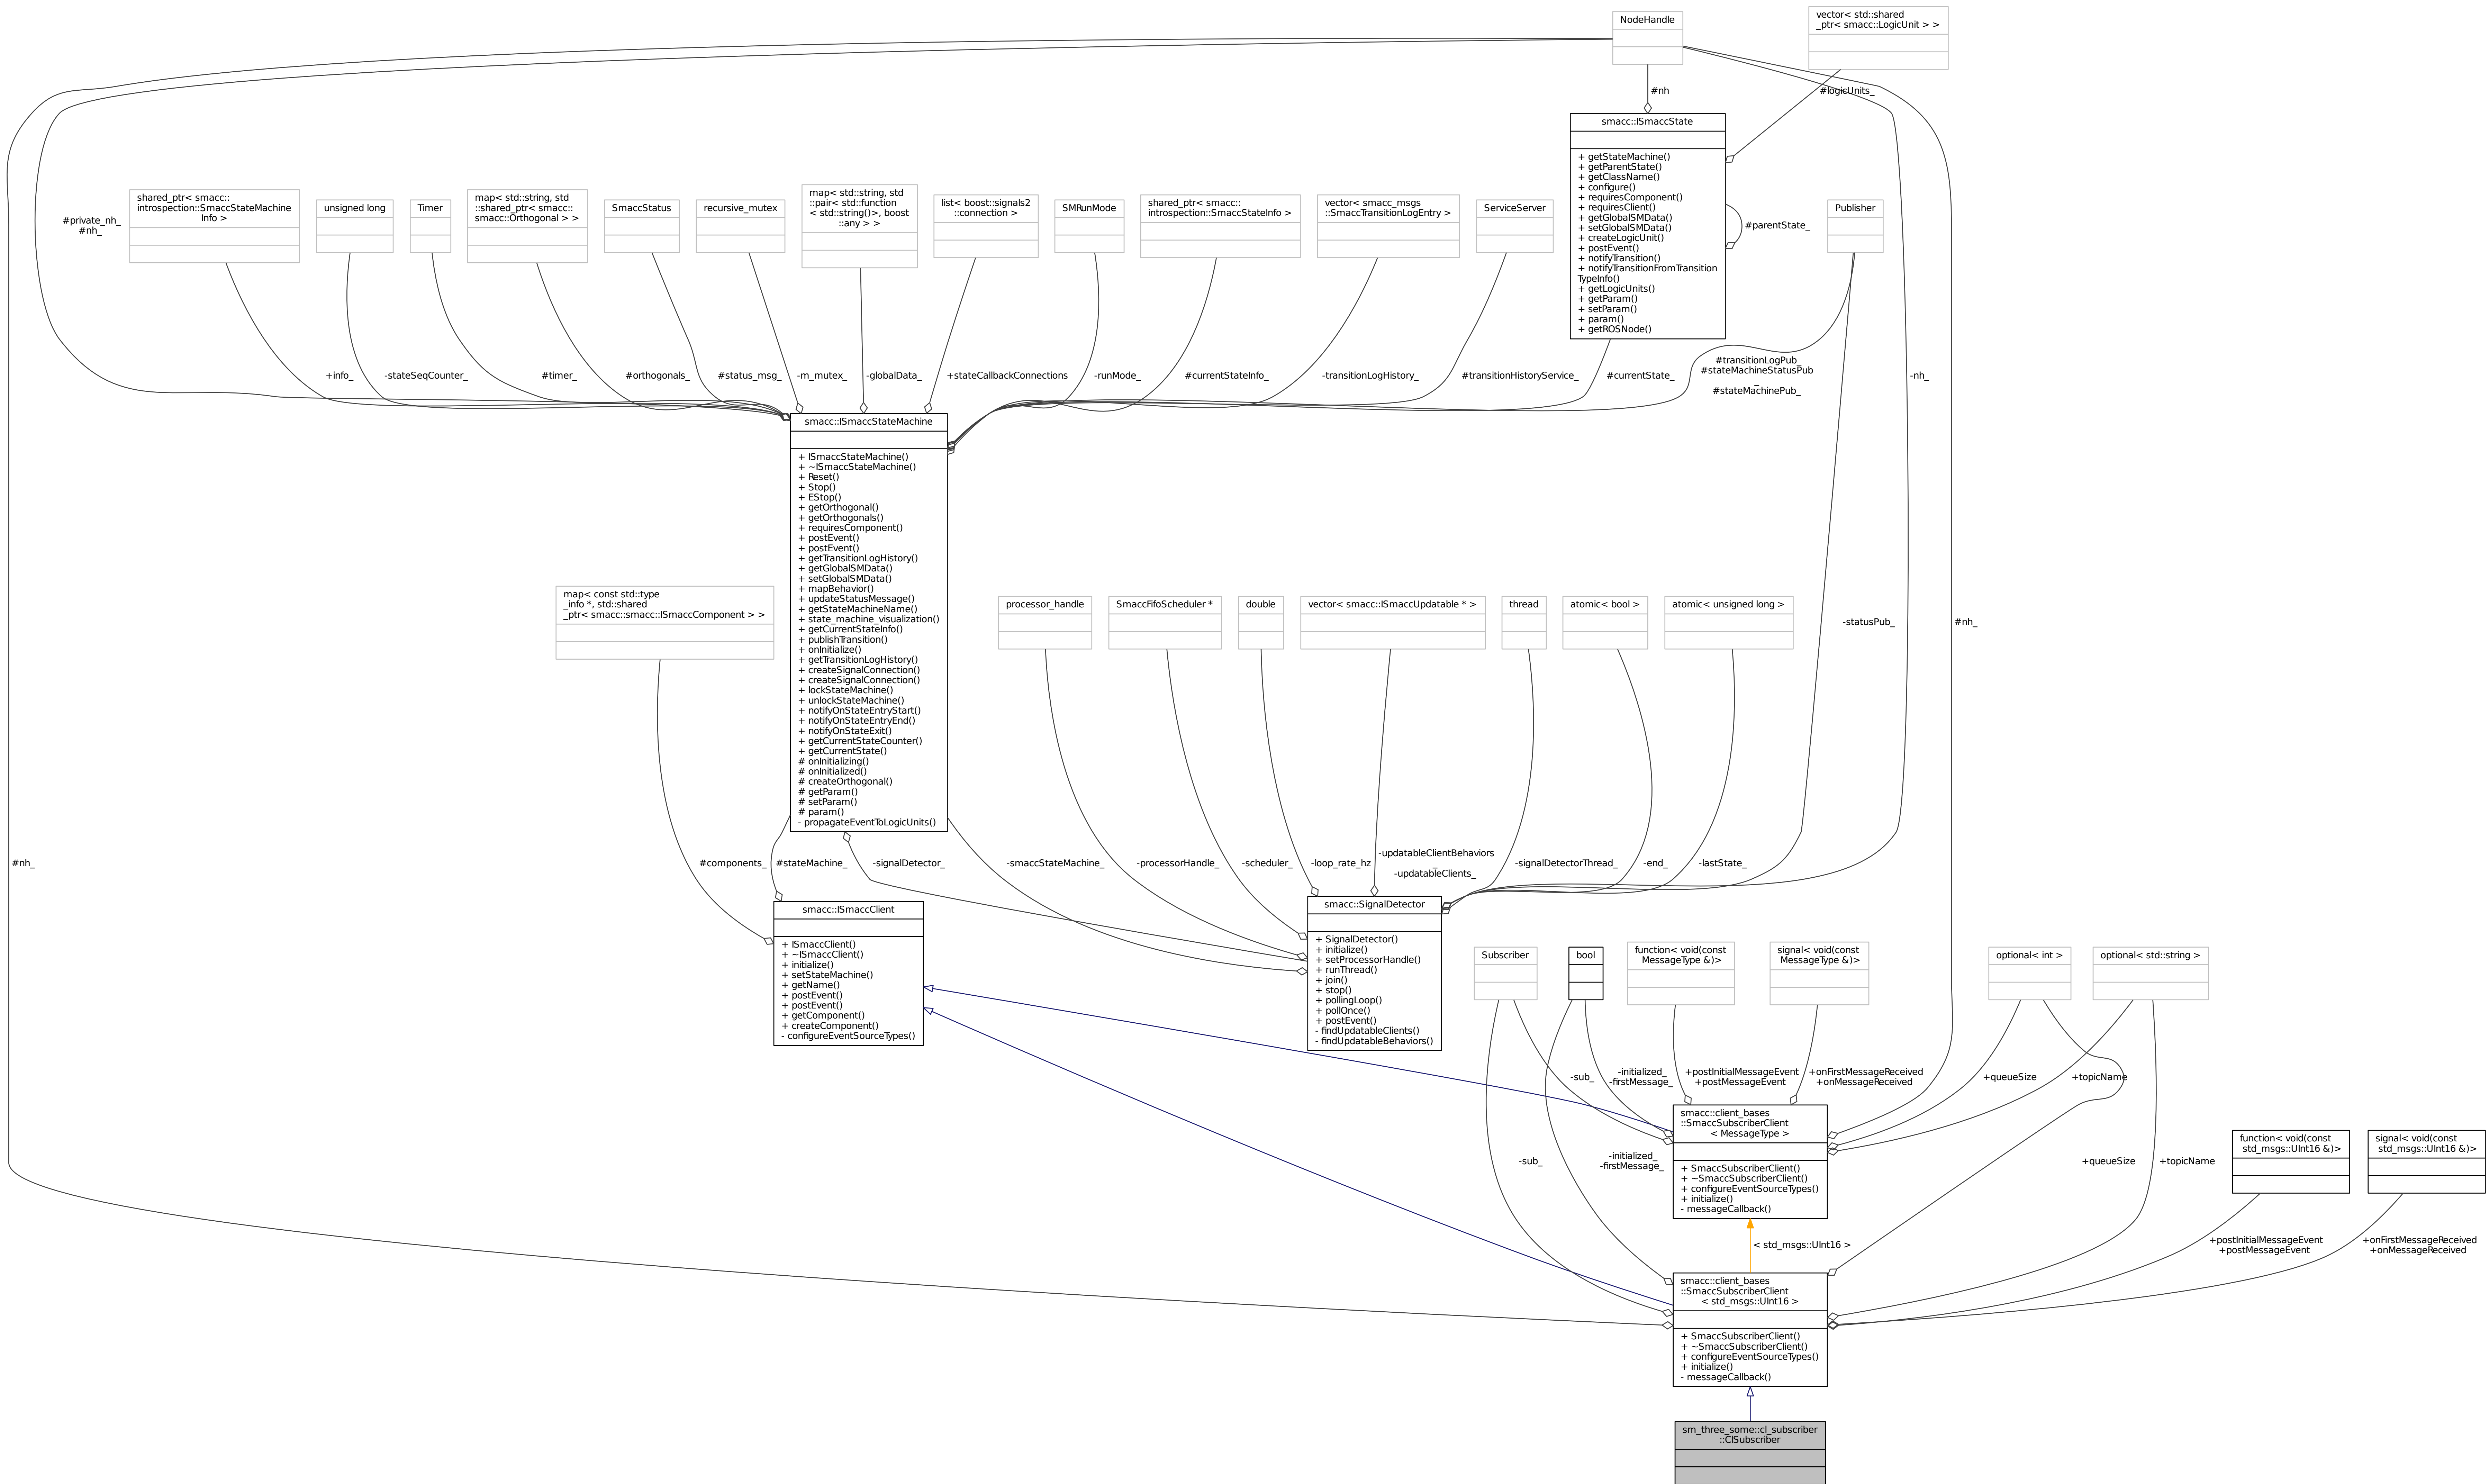 NodeHandle
vector< std::shared
_ptr< smacc::LogicUnit > >
#nh
#logicUnits_
smacc::ISmaccState
+ getStateMachine()
+ getParentState()
+ getClassName()
+ configure()
+ requiresComponent()
+ requiresClient()
+ getGlobalSMData()
+ setGlobalSMData()
+ createLogicUnit()
+ postEvent()
+ notifyTransition()
+ notifyTransitionFromTransition
TypeInfo()
+ getLogicUnits()
+ getParam()
+ setParam()
+ param()
+ getROSNode()
#parentState_
#private_nh_
#nh_
shared_ptr< smacc::
introspection::SmaccStateMachine
Info >
unsigned long
Timer
map< std::string, std
::shared_ptr< smacc::
smacc::Orthogonal > >
SmaccStatus
recursive_mutex
map< std::string, std
::pair< std::function
< std::string()>, boost
::any > >
list< boost::signals2
::connection >
SMRunMode
shared_ptr< smacc::
introspection::SmaccStateInfo >
vector< smacc_msgs
::SmaccTransitionLogEntry >
ServiceServer
Publisher
+info_
-stateSeqCounter_
#timer_
#orthogonals_
#status_msg_
-m_mutex_
-globalData_
+stateCallbackConnections
-runMode_
#currentStateInfo_
-transitionLogHistory_
#transitionHistoryService_
#currentState_
#transitionLogPub_
#stateMachineStatusPub
_
#stateMachinePub_
-nh_
smacc::ISmaccStateMachine
+ ISmaccStateMachine()
+ ~ISmaccStateMachine()
+ Reset()
+ Stop()
+ EStop()
+ getOrthogonal()
+ getOrthogonals()
+ requiresComponent()
+ postEvent()
+ postEvent()
+ getTransitionLogHistory()
+ getGlobalSMData()
+ setGlobalSMData()
+ mapBehavior()
+ updateStatusMessage()
+ getStateMachineName()
+ state_machine_visualization()
+ getCurrentStateInfo()
+ publishTransition()
+ onInitialize()
+ getTransitionLogHistory()
+ createSignalConnection()
+ createSignalConnection()
+ lockStateMachine()
+ unlockStateMachine()
+ notifyOnStateEntryStart()
+ notifyOnStateEntryEnd()
+ notifyOnStateExit()
+ getCurrentStateCounter()
+ getCurrentState()
# onInitializing()
# onInitialized()
# createOrthogonal()
# getParam()
# setParam()
# param()
- propagateEventToLogicUnits()
map< const std::type
_info *, std::shared
_ptr< smacc::smacc::ISmaccComponent > >
processor_handle
SmaccFifoScheduler *
double
vector< smacc::ISmaccUpdatable * >
thread
atomic< bool >
atomic< unsigned long >
-statusPub_
#nh_
#nh_
#components_
#stateMachine_
-signalDetector_
-smaccStateMachine_
-processorHandle_
-scheduler_
-loop_rate_hz
-updatableClientBehaviors
_
-updatableClients_
-signalDetectorThread_
-end_
-lastState_
smacc::ISmaccClient
+ ISmaccClient()
+ ~ISmaccClient()
+ initialize()
+ setStateMachine()
+ getName()
+ postEvent()
+ postEvent()
+ getComponent()
+ createComponent()
- configureEventSourceTypes()
smacc::SignalDetector
+ SignalDetector()
+ initialize()
+ setProcessorHandle()
+ runThread()
+ join()
+ stop()
+ pollingLoop()
+ pollOnce()
+ postEvent()
- findUpdatableClients()
- findUpdatableBehaviors()
Subscriber
bool
function< void(const
MessageType &)>
signal< void(const
MessageType &)>
optional< int >
optional< std::string >
-sub_
-initialized_
-firstMessage_
+postInitialMessageEvent
+postMessageEvent
+onFirstMessageReceived
+onMessageReceived
+queueSize
+topicName
smacc::client_bases
::SmaccSubscriberClient
< MessageType >
+ SmaccSubscriberClient()
+ ~SmaccSubscriberClient()
+ configureEventSourceTypes()
+ initialize()
- messageCallback()
function< void(const
std_msgs::UInt16 &)>
signal< void(const
std_msgs::UInt16 &)>
-sub_
-initialized_
-firstMessage_
+queueSize
+topicName
< std_msgs::UInt16 >
+postInitialMessageEvent
+postMessageEvent
+onFirstMessageReceived
+onMessageReceived
smacc::client_bases
::SmaccSubscriberClient
< std_msgs::UInt16 >
+ SmaccSubscriberClient()
+ ~SmaccSubscriberClient()
+ configureEventSourceTypes()
+ initialize()
- messageCallback()
sm_three_some::cl_subscriber
::ClSubscriber